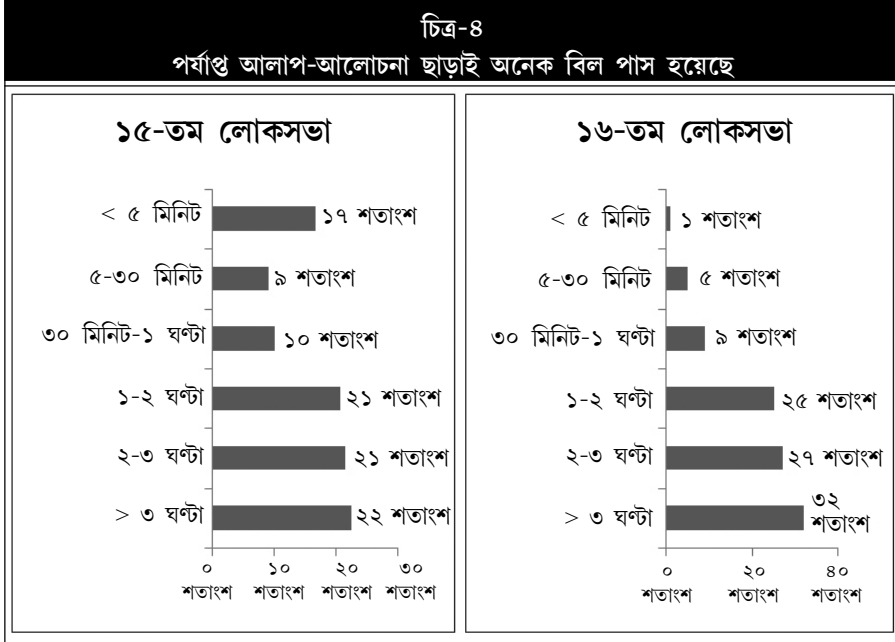 চিত্র-৪
পর্যাপ্ত আলাপ-আলোচনা ছাড়াই অনেক বিল পাস হয়েছে
১৫-তম লোকসভা
< ৫ মিনিট ১৭ শতাংশ
৫-৩০ মিনিট ৯ শতাংশ
৩০ মিনিট-১ ঘণ্টা ১০ শতাংশ
১-২ ঘণ্টা ২১ শতাংশ
২-৩ ঘণ্টা ২১ শতাংশ
> ৩ ঘণ্টা ২২ শতাংশ
০ ১০ ২০ ৩০
শতাংশ শতাংশ শতাংশ শতাংশ
১৬-তম লোকসভা
< ৫ মিনিট ১ শতাংশ
৫-৩০ মিনিট ৫ শতাংশ
৩০ মিনিট-১ ঘণ্টা ৯ শতাংশ
১-২ ঘণ্টা ২৫ শতাংশ
২-৩ ঘণ্টা ২৭ শতাংশ
> ৩ ঘণ্টা ৩২
শতাংশ
০ ২০ ৪০
শতাংশ শতাংশ শতাংশ